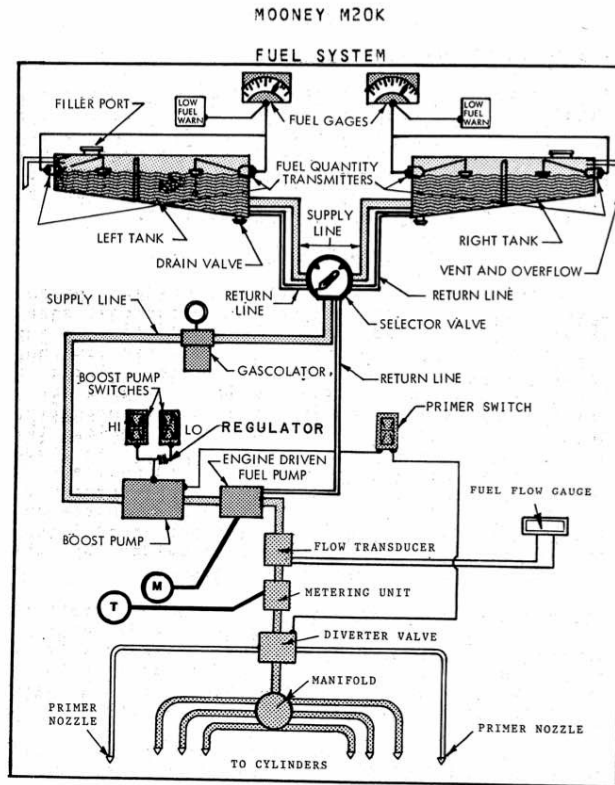 MOONEY M20K
FUEL SYSTEM
FILLER PORT
LOW
FUEL
WARN
FUEL GAGES
LOW
FUEL
WARN
FUEL QUANTITY
TRANSMITTERS
LEFT TANK
SUPPLY
LINE
RIGHT TANK
DRAIN VALVE
VENT AND OVERFLOW
RETURN
LINE
RETURN LINE
SUPPLY LINE
SELECTOR VALVE
GASCOLATOR
BOOST PUMP
SWITCHES
RETURN LINE
PRIMER SWITCH
HI
LO
REGULATOR
ENGINE DRIVEN
FUEL PUMP
FUEL FLOW GAUGE
BOOST PUMP
FLOW TRANSDUCER
M
T
METERING UNIT
DIVERTER VALVE
MANIFOLD
PRIMER
NOZZLE
PRIMER NOZZLE
TO CYLINDERS